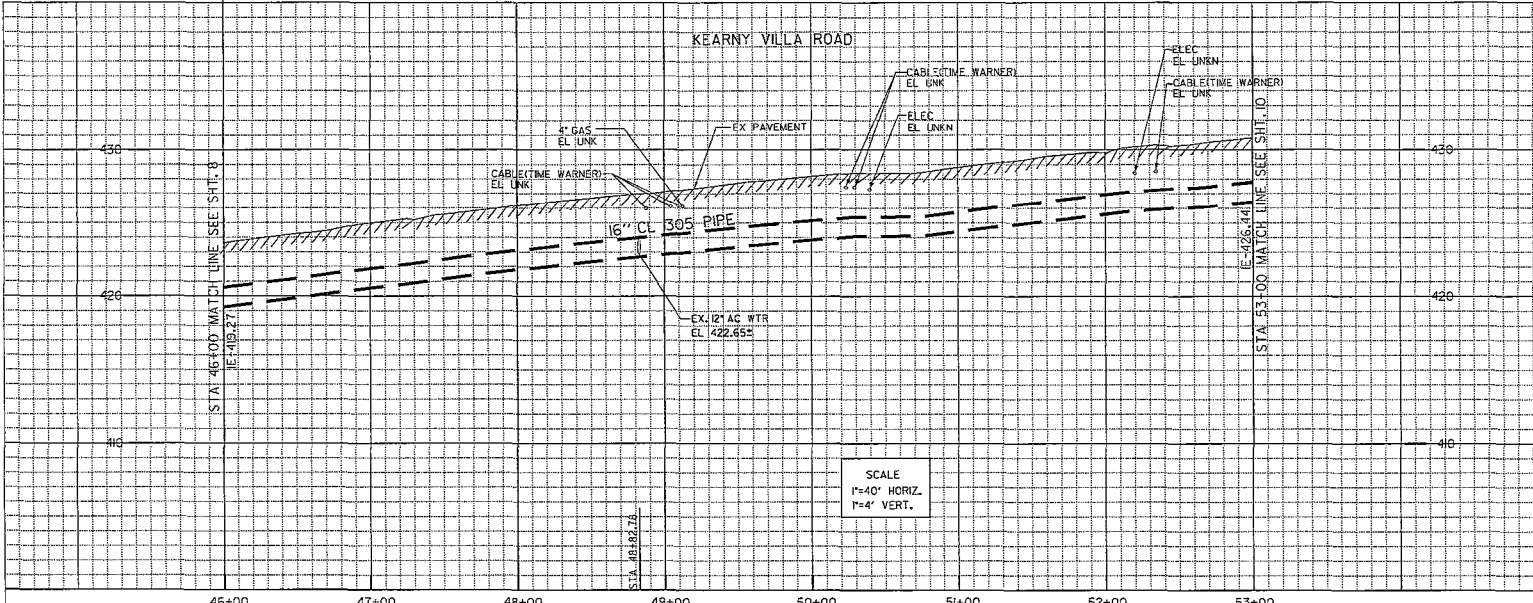 KEARNY VILLA ROAD
ELEC
EL UNKN
CABLE(TIME WARNER)
EL UNK
CABLE(TIME WARNER)
EL UNK
ELEC
EL UNKN
4" GAS
EL UNK
EX PAVEMENT
CABLE(TIME WARNER)
EL UNK
430
430
16" CL 305 PIPE
STA 46+00 MATCH LINE SEE SHT. 8
IE=419.27
IE=426.44
STA 53+00 MATCH LINE SEE SHT. 10
420
420
EX. 12" AC WTR
EL 422.65±
410
410
SCALE
1"=40' HORIZ.
1"=4' VERT.
STA 48+82.78
46+00
47+00
48+00
49+00
50+00
51+00
52+00
53+00